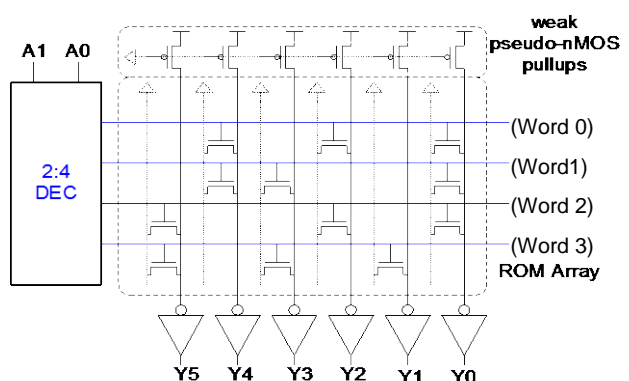 weak
pseudo-nMOS
pullups
A1 A0
2:4
DEC
(Word 0)
(Word1)
(Word 2)
(Word 3)
ROM Array
Y5 Y4 Y3 Y2 Y1 Y0